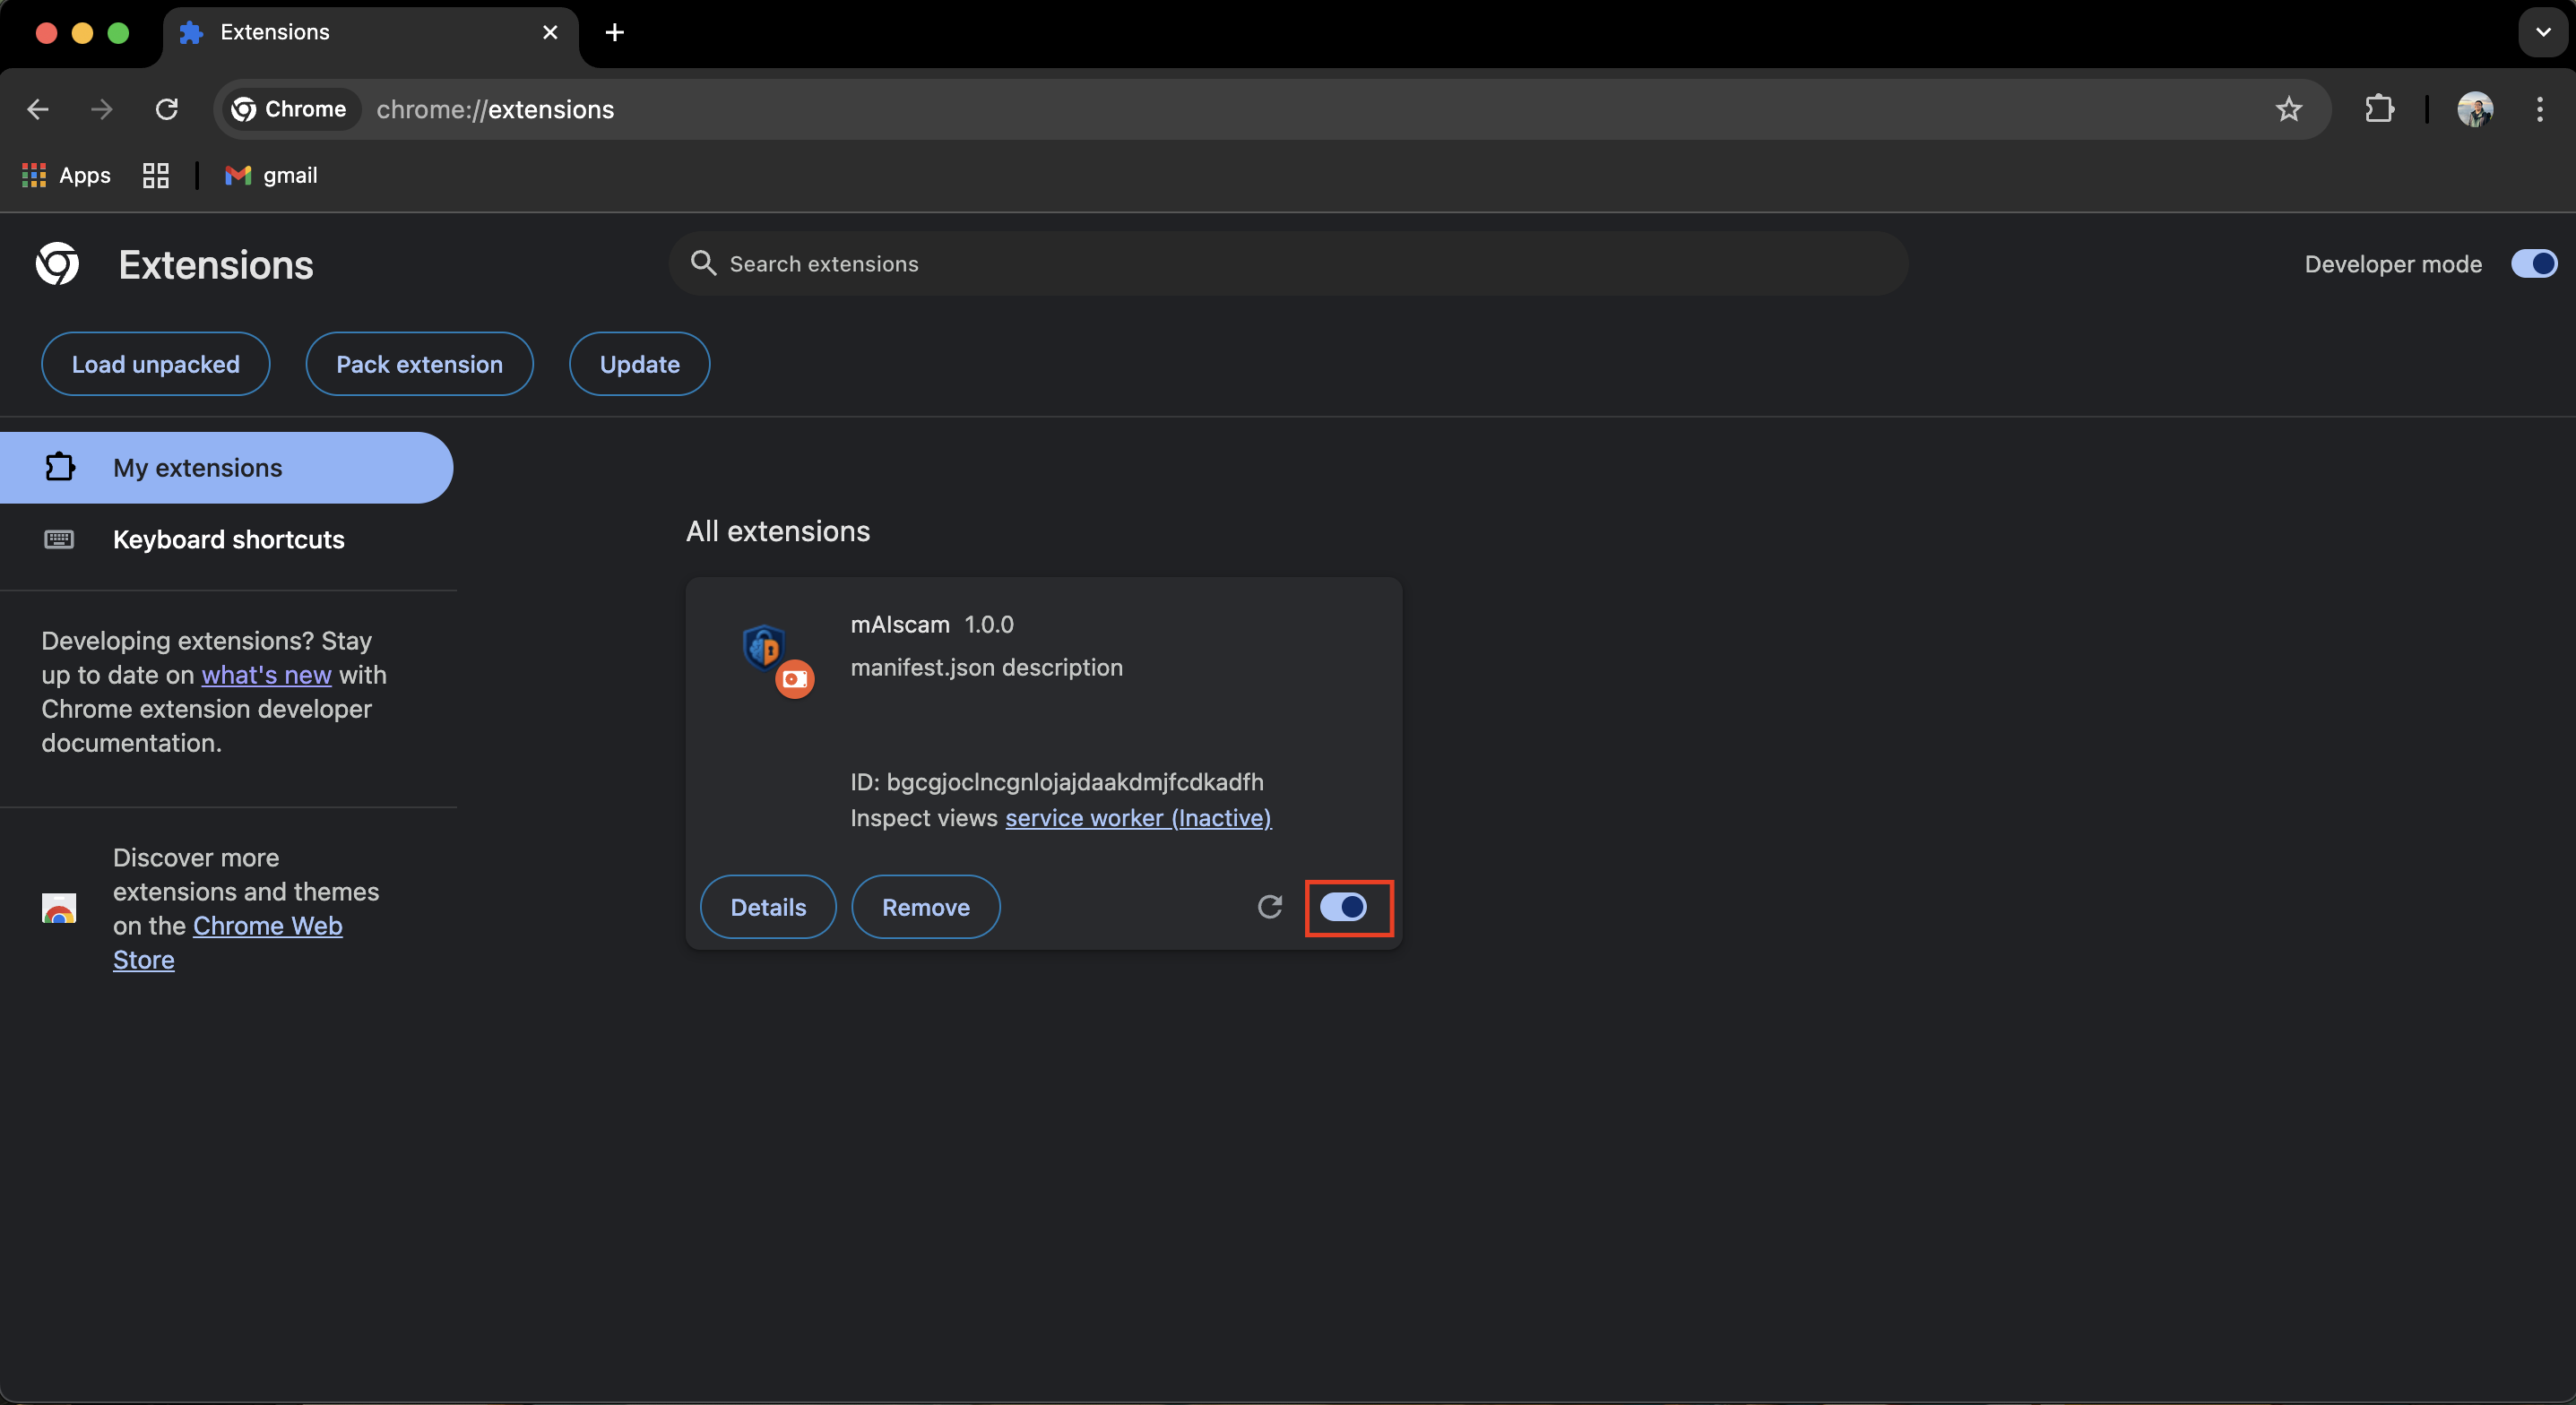 Extensions
Chrome chrome://extensions
Apps gmail
Extensions Search extensions Developer mode
Load unpacked Pack extension Update
My extensions
Keyboard shortcuts
Developing extensions? Stay
up to date on what's new with
Chrome extension developer
documentation.
Discover more
extensions and themes
on the Chrome Web
Store
All extensions
mAIscam 1.0.0
manifest.json description
ID: bgcgjoclncgnlojajdaakdmjfcdkadfh
Inspect views service worker (Inactive)
Details Remove